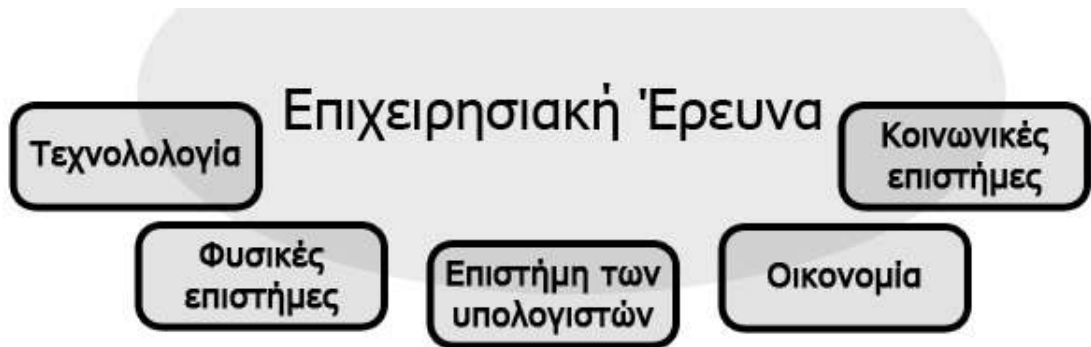 Επιχειρησιακή Έρευνα
Τεχνολολογία
Κοινωνικές
επιστήμες
Φυσικές
επιστήμες
Επιστήμη των
υπολογιστών
Οικονομία